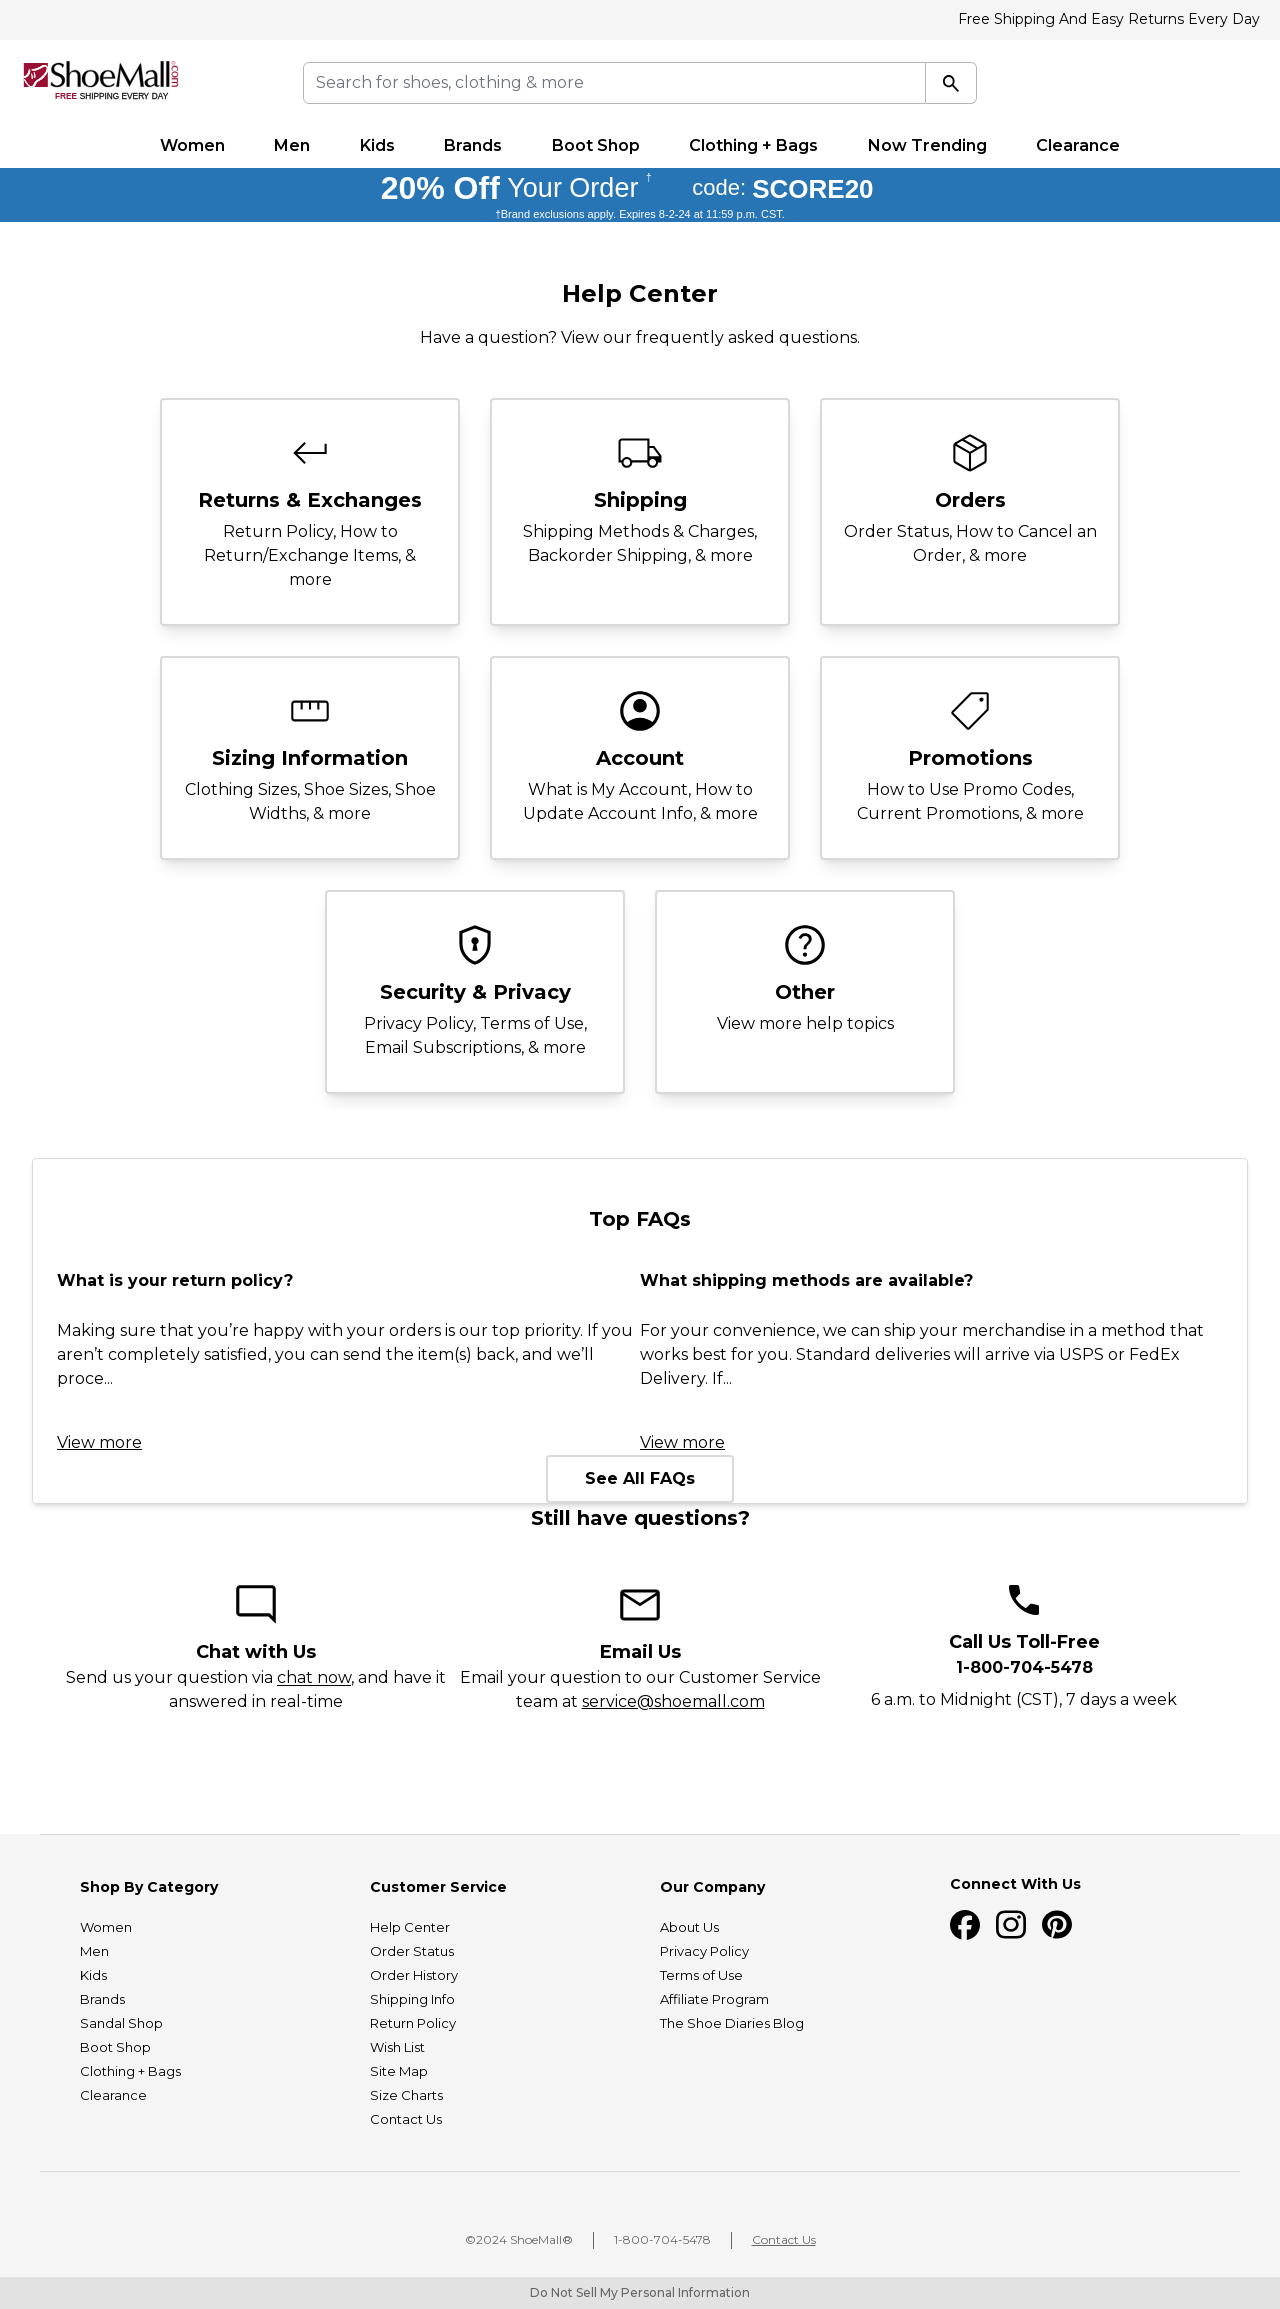 Free Shipping And Easy Returns Every Day
ShoeMall.com
FREE SHIPPING EVERY DAY
Search for shoes, clothing & more
Women Men Kids Brands Boot Shop Clothing + Bags Now Trending Clearance
20% Off Your Order † code: SCORE20
†Brand exclusions apply. Expires 8-2-24 at 11:59 p.m. CST.
Help Center
Have a question? View our frequently asked questions.
Returns & Exchanges
Return Policy, How to
Return/Exchange Items, &
more
Shipping
Shipping Methods & Charges,
Backorder Shipping, & more
Orders
Order Status, How to Cancel an
Order, & more
Sizing Information
Clothing Sizes, Shoe Sizes, Shoe
Widths, & more
Account
What is My Account, How to
Update Account Info, & more
Promotions
How to Use Promo Codes,
Current Promotions, & more
Security & Privacy
Privacy Policy, Terms of Use,
Email Subscriptions, & more
Other
View more help topics
Top FAQs
What is your return policy?
Making sure that you’re happy with your orders is our top priority. If you
aren’t completely satisfied, you can send the item(s) back, and we’ll
proce...
View more
What shipping methods are available?
For your convenience, we can ship your merchandise in a method that
works best for you. Standard deliveries will arrive via USPS or FedEx
Delivery. If...
View more
See All FAQs
Still have questions?
Chat with Us
Send us your question via chat now, and have it
answered in real-time
Email Us
Email your question to our Customer Service
team at service@shoemall.com
Call Us Toll-Free
1-800-704-5478
6 a.m. to Midnight (CST), 7 days a week
Shop By Category
Women
Men
Kids
Brands
Sandal Shop
Boot Shop
Clothing + Bags
Clearance
Customer Service
Help Center
Order Status
Order History
Shipping Info
Return Policy
Wish List
Site Map
Size Charts
Contact Us
Our Company
About Us
Privacy Policy
Terms of Use
Affiliate Program
The Shoe Diaries Blog
Connect With Us
©2024 ShoeMall® 1-800-704-5478 Contact Us
Do Not Sell My Personal Information